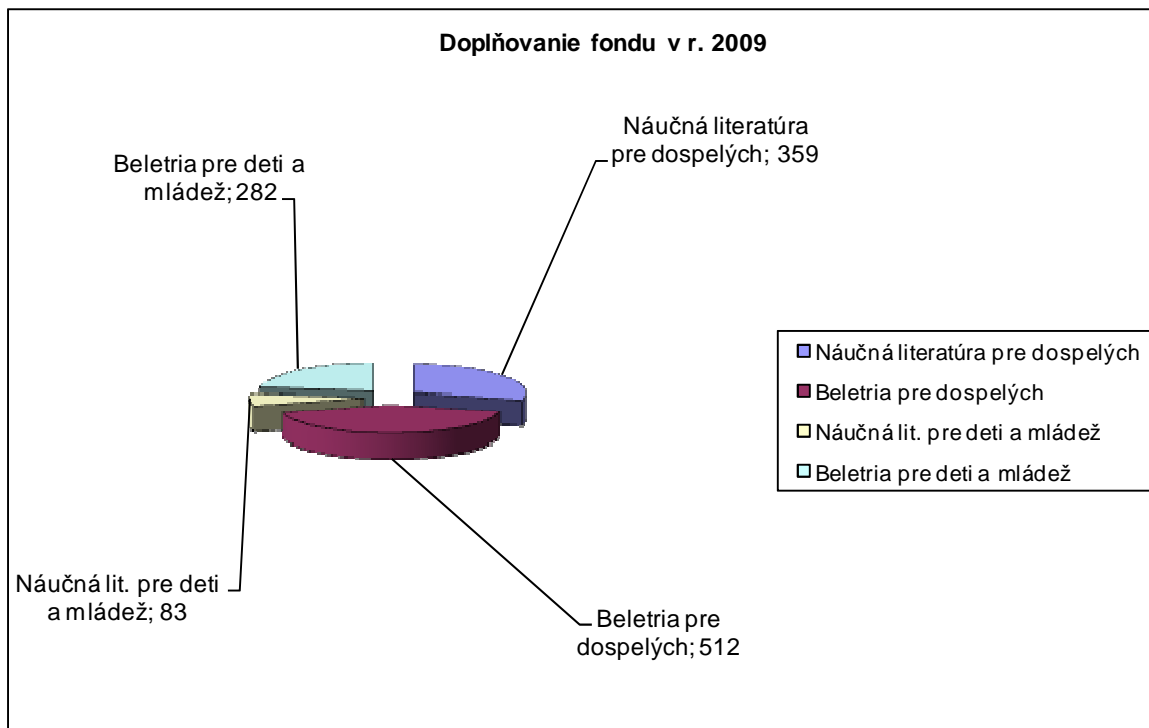 Doplňovanie fondu v r. 2009
Náučná literatúra
pre dospelých; 359
Beletria pre deti a
mládež; 282
Náučná literatúra pre dospelých
Beletria pre dospelých
Náučná lit. pre deti a mládež
Beletria pre deti a mládež
Náučná lit. pre deti
a mládež; 83
Beletria pre
dospelých; 512